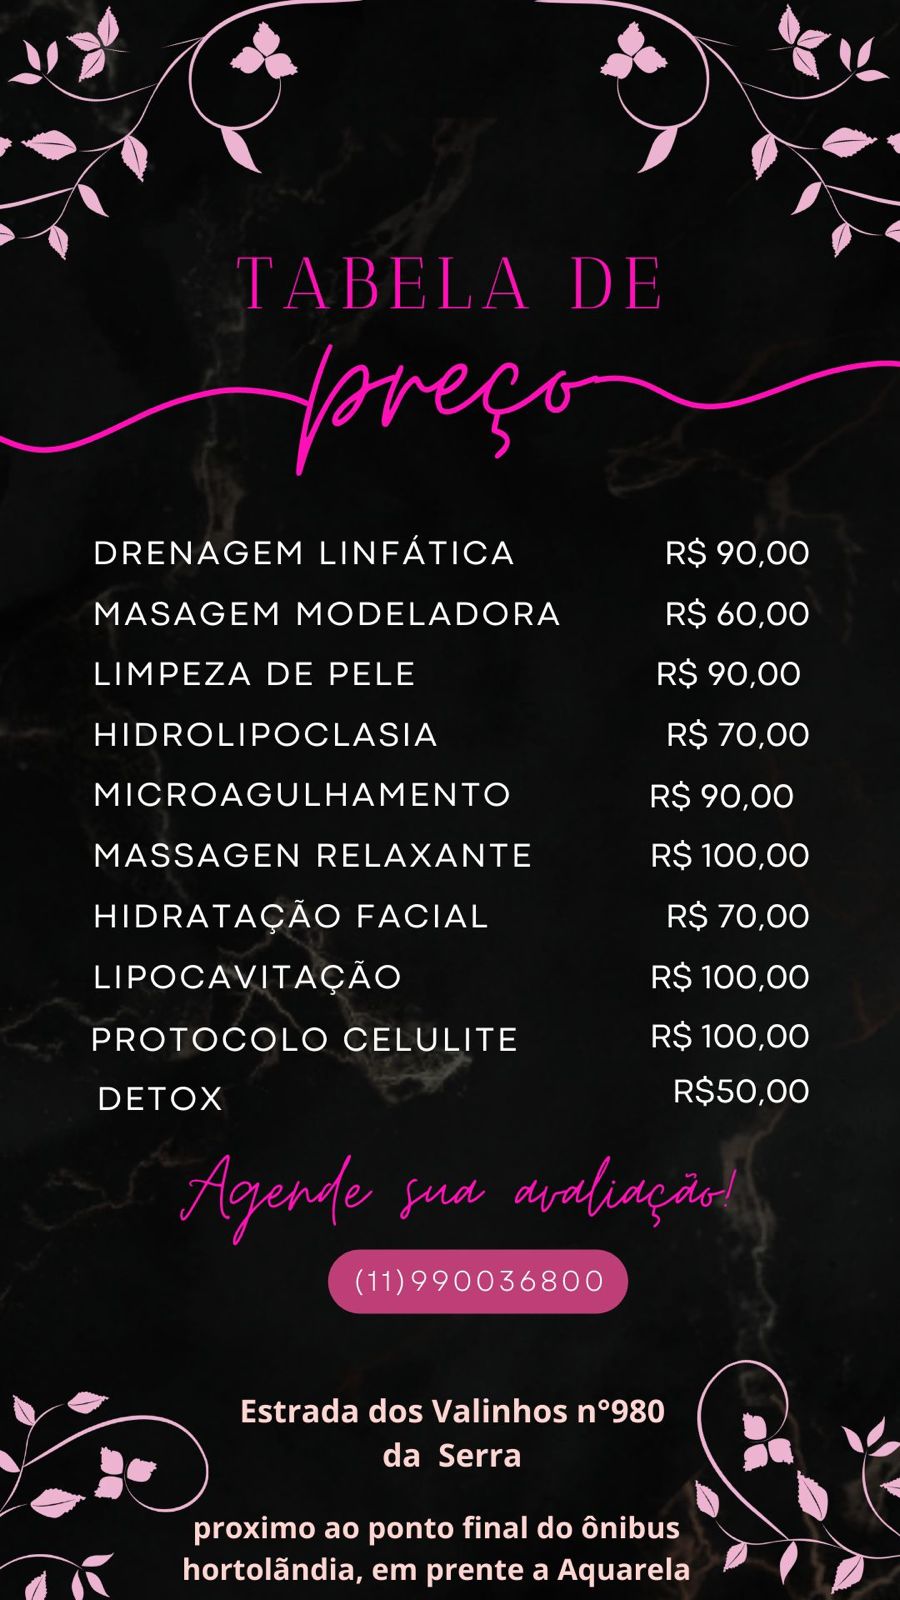 TABELA DE
preço
DRENAGEM LINFÁTICA R$ 90,00
MASAGEM MODELADORA R$ 60,00
LIMPEZA DE PELE R$ 90,00
HIDROLIPOCLASIA R$ 70,00
MICROAGULHAMENTO R$ 90,00
MASSAGEN RELAXANTE R$ 100,00
HIDRATAÇÃO FACIAL R$ 70,00
LIPOCAVITAÇÃO R$ 100,00
PROTOCOLO CELULITE R$ 100,00
DETOX R$50,00
Agende sua avaliação!
(11)990036800
Estrada dos Valinhos n°980
da Serra
proximo ao ponto final do ônibus
hortolãndia, em prente a Aquarela